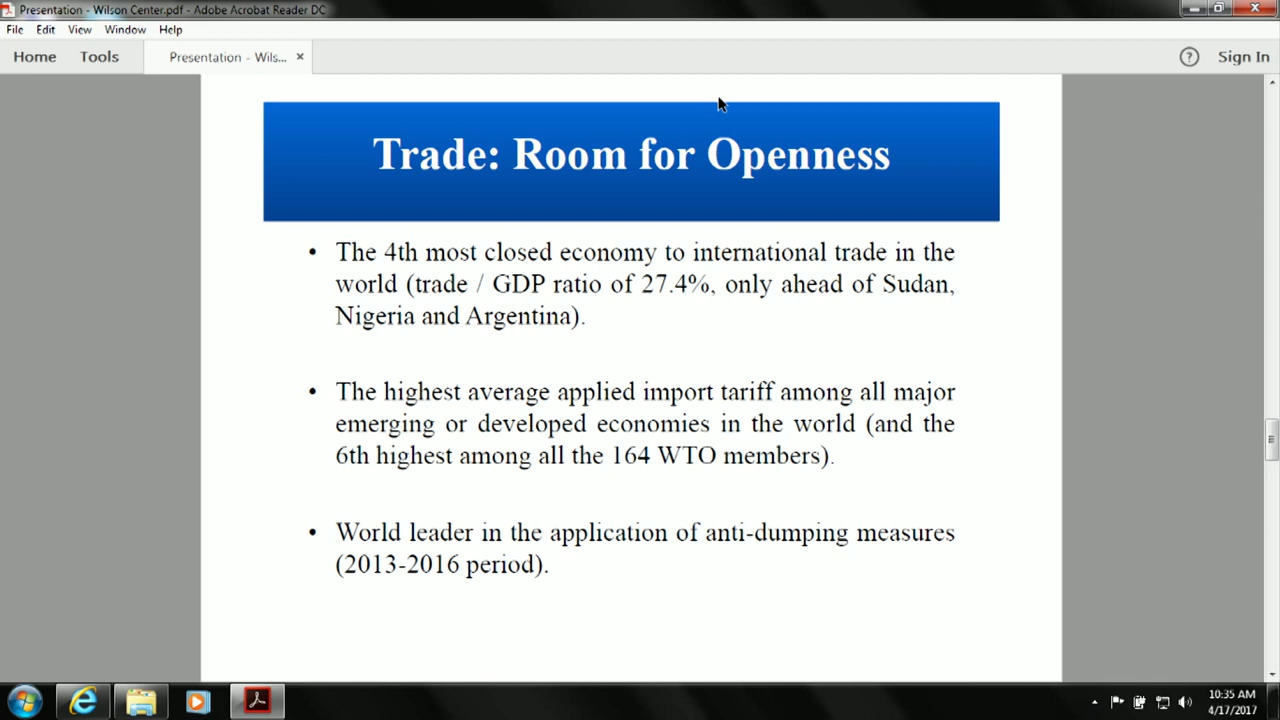 Presentation - Wilson Center.pdf - Adobe Acrobat Reader DC
File Edit View Window Help
Home Tools Presentation - Wils... × ? Sign In
Trade: Room for Openness
• The 4th most closed economy to international trade in the
world (trade / GDP ratio of 27.4%, only ahead of Sudan,
Nigeria and Argentina).
• The highest average applied import tariff among all major
emerging or developed economies in the world (and the
6th highest among all the 164 WTO members).
• World leader in the application of anti-dumping measures
(2013-2016 period).
10:35 AM
4/17/2017